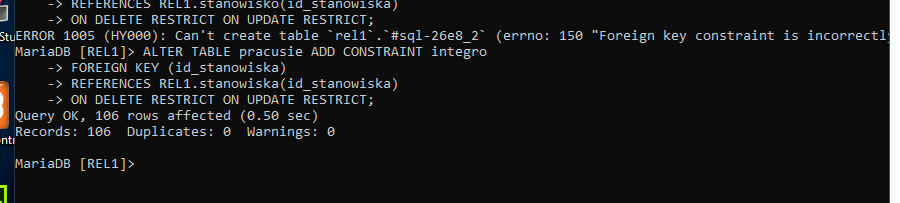 -> REFERENCES REL1.stanowisko(id_stanowiska)
-> ON DELETE RESTRICT ON UPDATE RESTRICT;
ERROR 1005 (HY000): Can't create table `rel1`.`#sql-26e8_2` (errno: 150 "Foreign key constraint is incorrectly
MariaDB [REL1]> ALTER TABLE pracusie ADD CONSTRAINT integro
-> FOREIGN KEY (id_stanowiska)
-> REFERENCES REL1.stanowiska(id_stanowiska)
-> ON DELETE RESTRICT ON UPDATE RESTRICT;
Query OK, 106 rows affected (0.50 sec)
Records: 106  Duplicates: 0  Warnings: 0
MariaDB [REL1]>